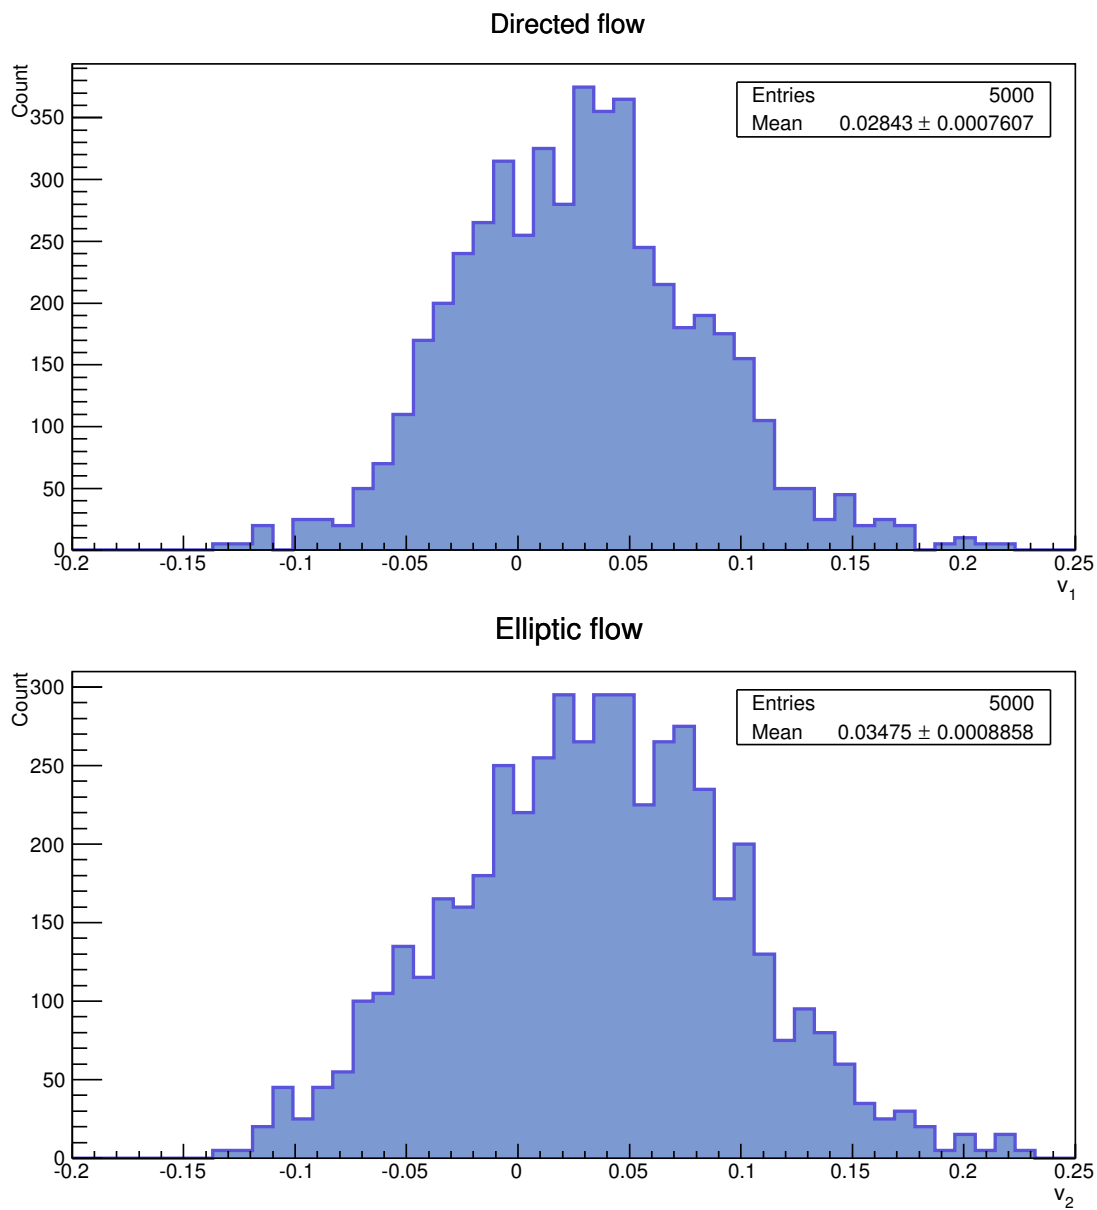 Directed flow
Count
Entries 5000
Mean 0.02843 ± 0.0007607
350
300
250
200
150
100
50
0
-0.2 -0.15 -0.1 -0.05 0 0.05 0.1 0.15 0.2 0.25
v1
Elliptic flow
Count
Entries 5000
Mean 0.03475 ± 0.0008858
300
250
200
150
100
50
0
-0.2 -0.15 -0.1 -0.05 0 0.05 0.1 0.15 0.2 0.25
v2